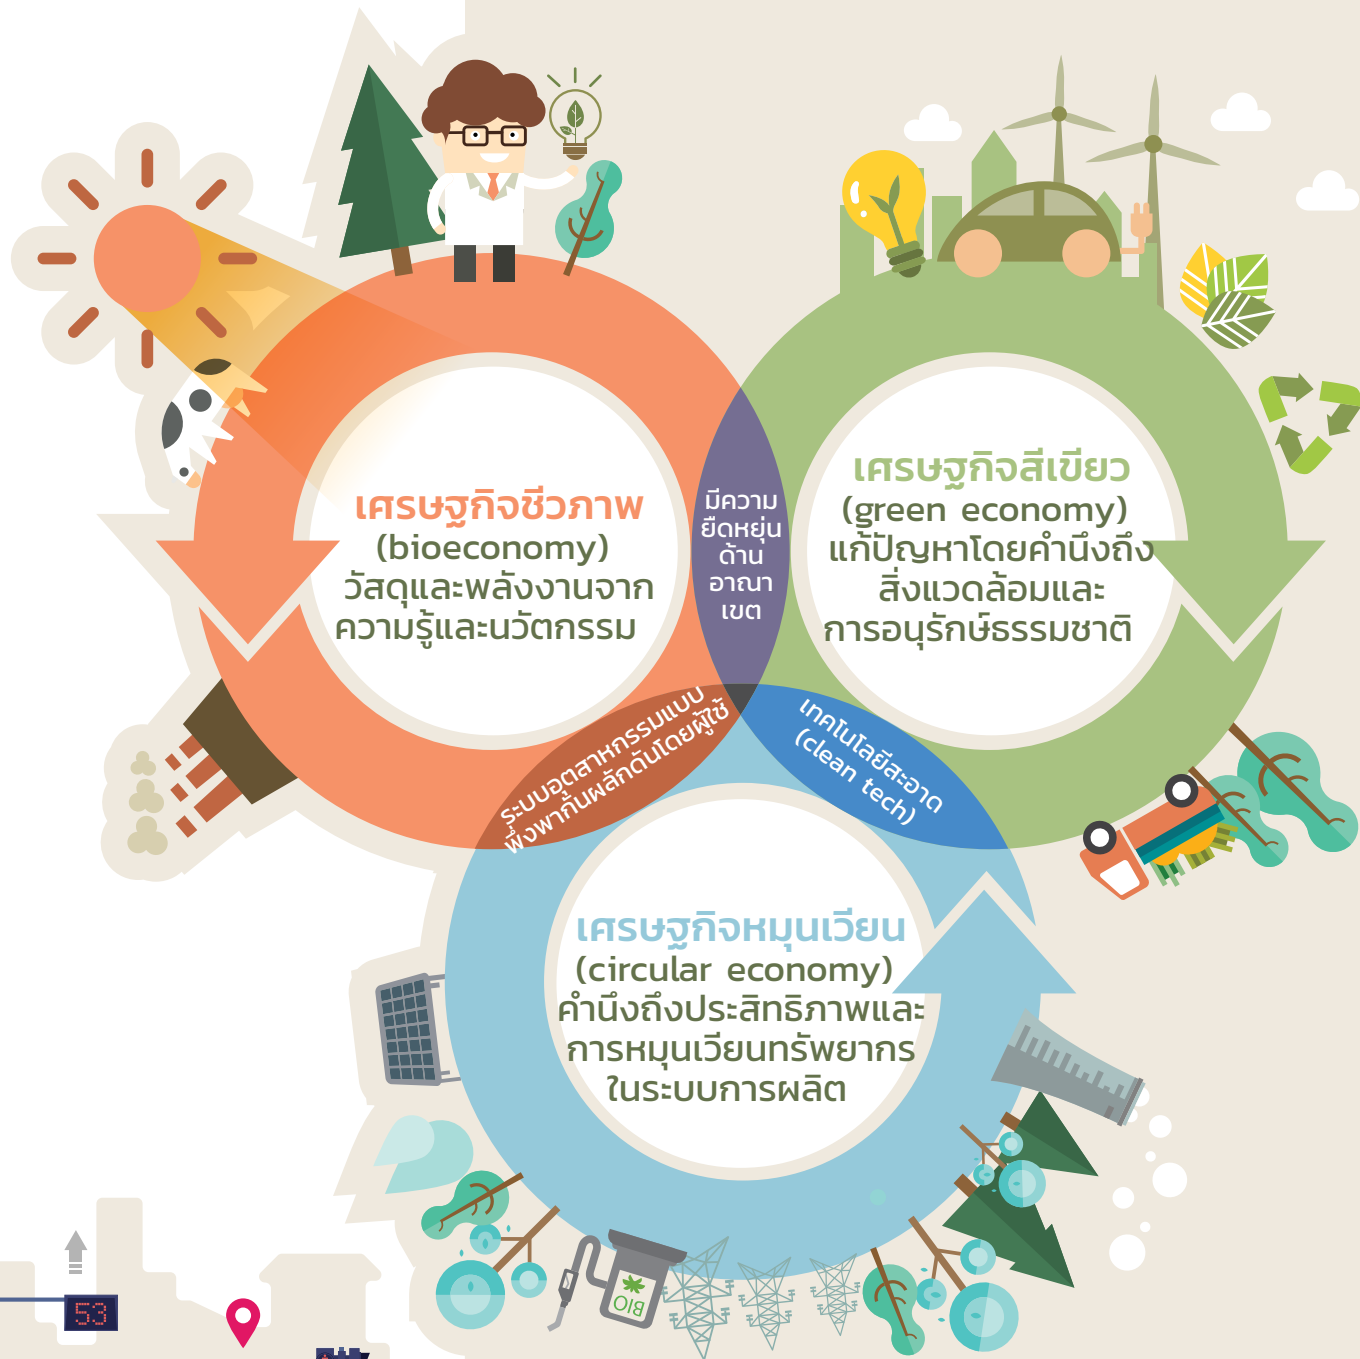 เศรษฐกิจชีวภาพ
(bioeconomy)
วัสดุและพลังงานจาก
ความรู้และนวัตกรรม
มีความ
ยืดหยุ่น
ด้าน
อาณา
เขต
เศรษฐกิจสีเขียว
(green economy)
แก้ปัญหาโดยคำนึงถึง
สิ่งแวดล้อมและ
การอนุรักษ์ธรรมชาติ
ระบบอุตสาหกรรมแบบ
พึ่งพากันผลักดันโดยผู้ใช้
เทคโนโลยีสะอาด
(clean tech)
เศรษฐกิจหมุนเวียน
(circular economy)
คำนึงถึงประสิทธิภาพและ
การหมุนเวียนทรัพยากร
ในระบบการผลิต
BIO
53